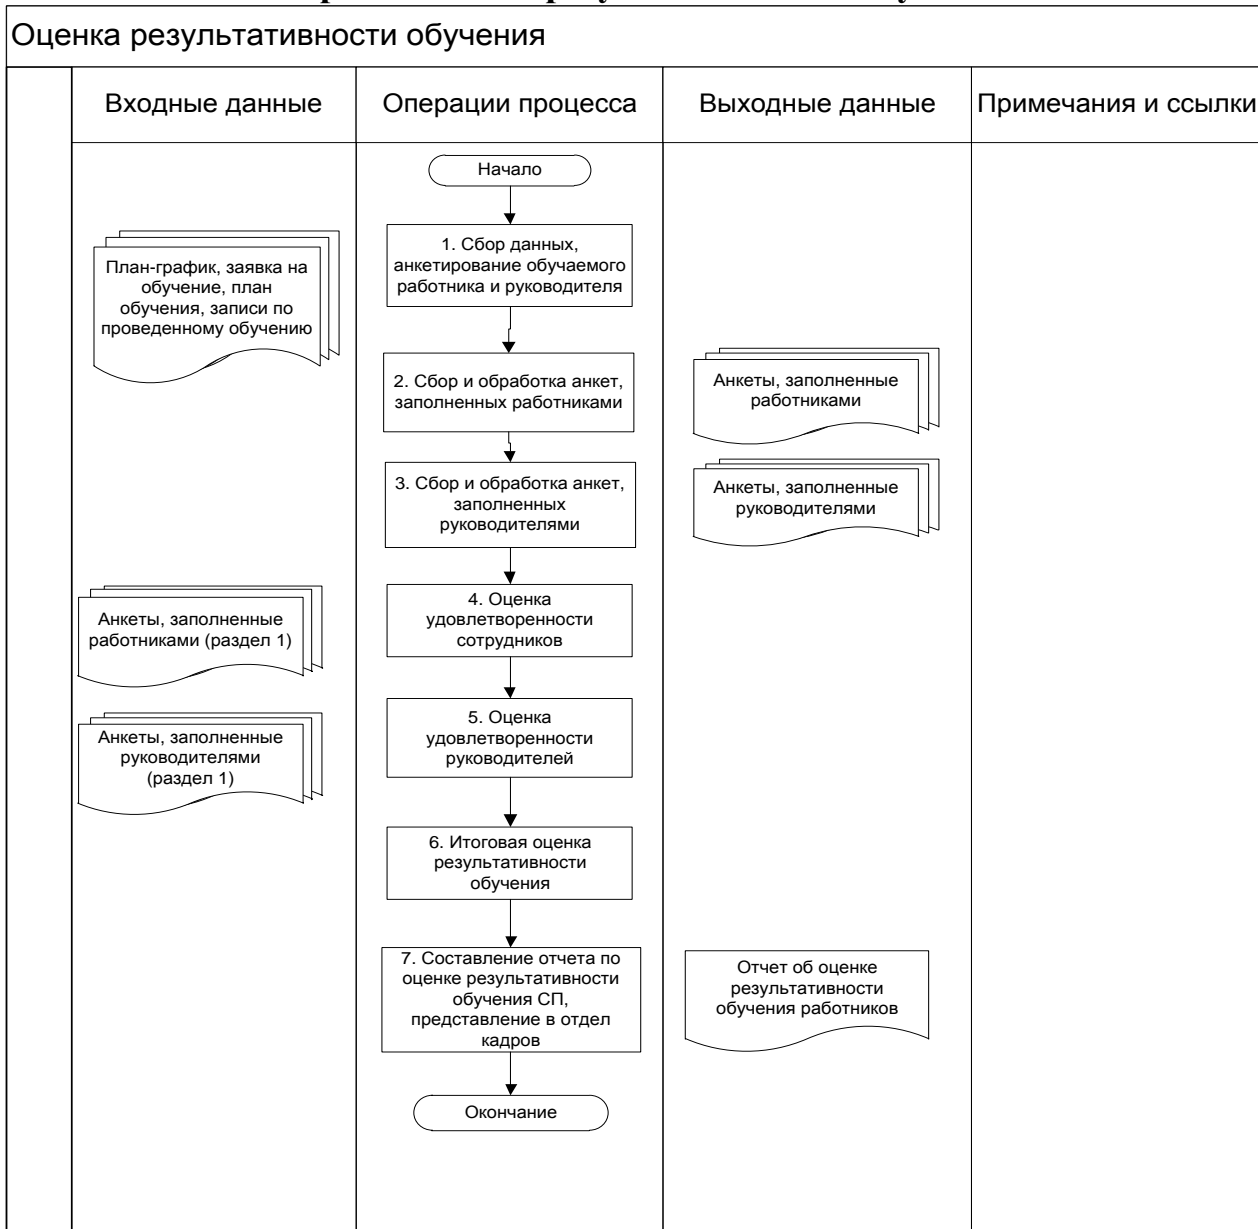 Оценка результативности обучения
Входные данные
Операции процесса
Выходные данные
Примечания и ссылки
Начало
1. Сбор данных,
анкетирование обучаемого
работника и руководителя
План-график, заявка на
обучение, план
обучения, записи по
проведенному обучению
2. Сбор и обработка анкет,
заполненных работниками
Анкеты, заполненные
работниками
3. Сбор и обработка анкет,
заполненных
руководителями
Анкеты, заполненные
руководителями
4. Оценка
удовлетворенности
сотрудников
Анкеты, заполненные
работниками (раздел 1)
5. Оценка
удовлетворенности
руководителей
Анкеты, заполненные
руководителями
(раздел 1)
6. Итоговая оценка
результативности
обучения
7. Составление отчета по
оценке результативности
обучения СП,
представление в отдел
кадров
Отчет об оценке
результативности
обучения работников
Окончание